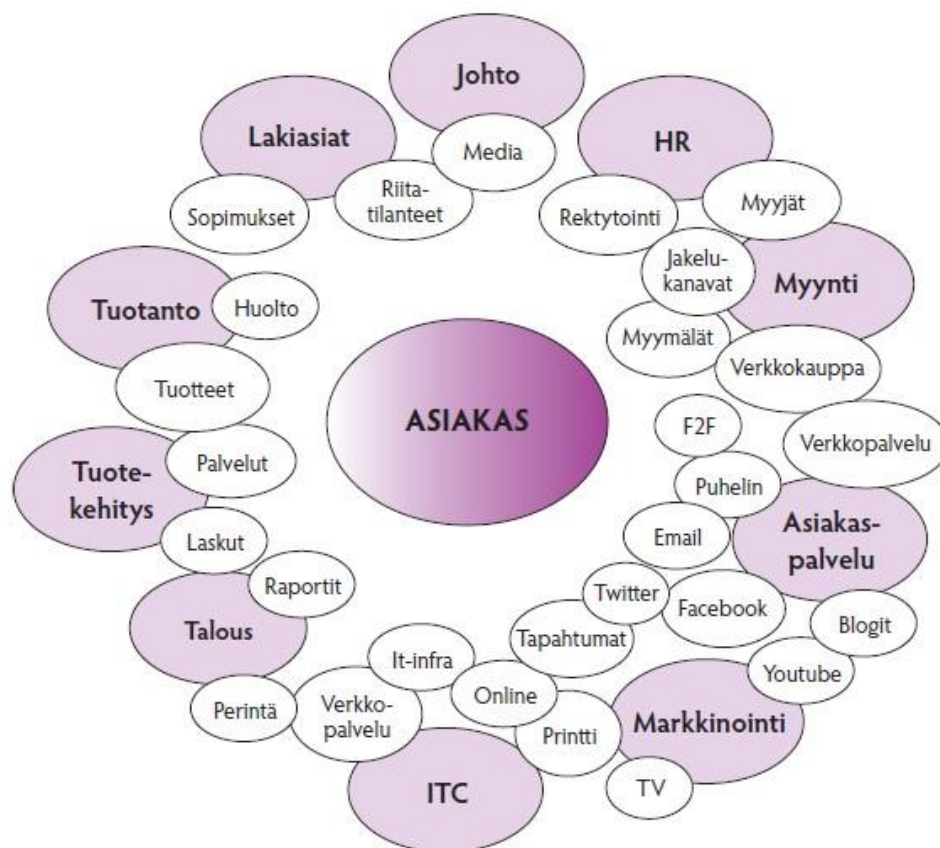 Johto
Media
Lakiasiat
Riita-
tilanteet
Sopimukset
HR
Rektytointi
Myyjät
Jakelu-
kanavat
Myynti
Myymälät
Verkkokauppa
Tuotanto
Huolto
Tuotteet
ASIAKAS
F2F
Verkkopalvelu
Puhelin
Tuote-
kehitys
Palvelut
Laskut
Email
Asiakas-
palvelu
Raportit
Talous
Twitter
Facebook
Blogit
Tapahtumat
Youtube
It-infra
Online
Perintä
Verkko-
palvelu
Printti
Markkinointi
ITC
TV